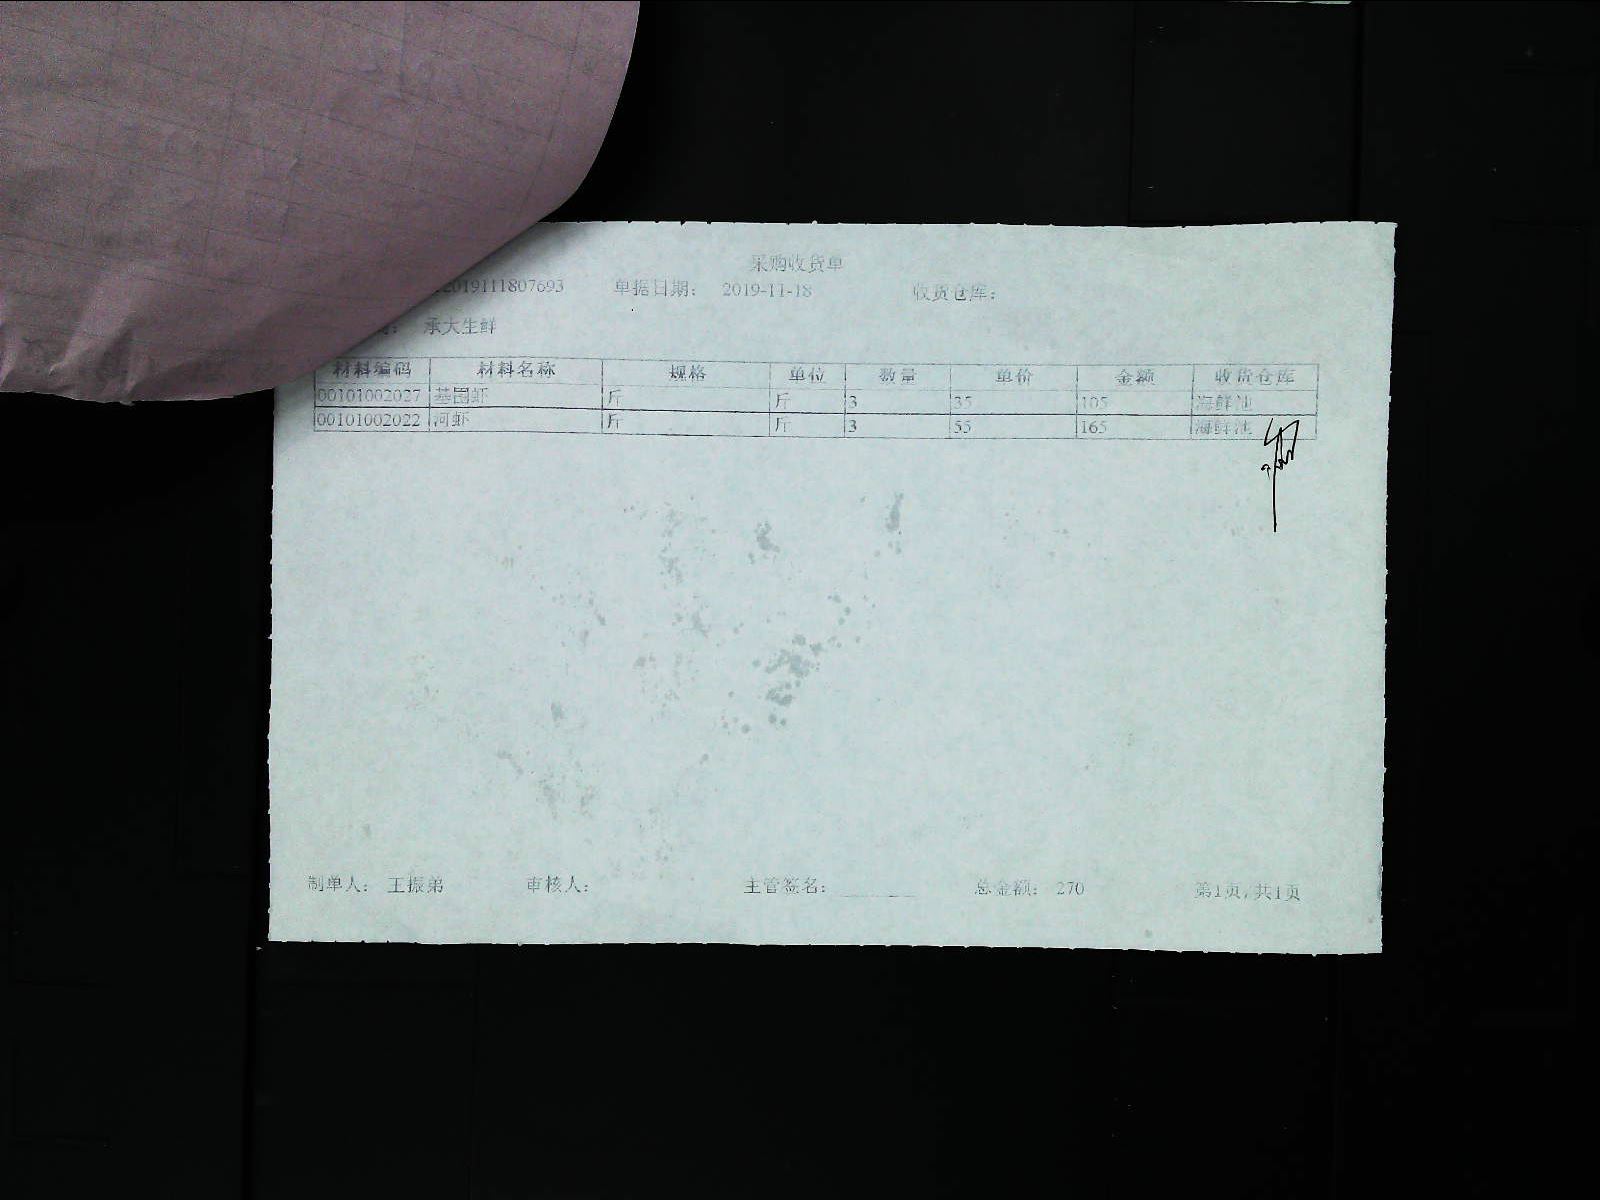 采购收货单
2019111807693 单据日期: 2019-11-18 收货仓库:
承大生鲜
材料编码 材料名称 规格 单位 数量 单价 金额 收货仓库
00101002027 基围虾 斤 斤 3 35 105 海鲜池
00101002022 河虾 斤 斤 3 55 165 海鲜池
制单人: 王振弟 审核人: 主管签名: 总金额: 270 第1页/共1页